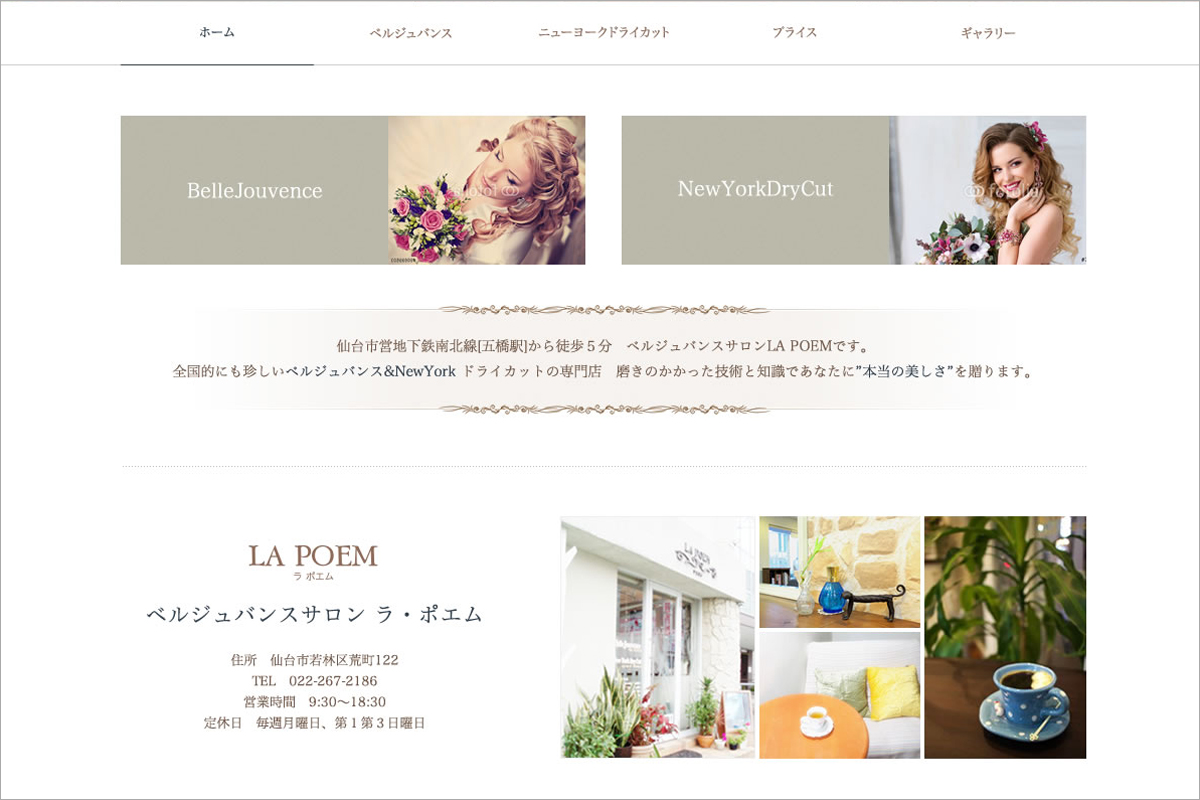 ホーム
ベルジュバンス
ニューヨークドライカット
プライス
ギャラリー
BelleJouvence
NewYorkDryCut
仙台市営地下鉄南北線[五橋駅]から徒歩５分　ベルジュバンスサロンLA POEMです。
全国的にも珍しいベルジュバンス&NewYork ドライカットの専門店　磨きのかかった技術と知識であなたに”本当の美しさ”を贈ります。
LA POEM
ラ ポエム
ベルジュバンスサロン ラ・ポエム
住所　仙台市若林区荒町122
TEL　022-267-2186
営業時間　9:30〜18:30
定休日　毎週月曜日、第１第３日曜日
LA POEM